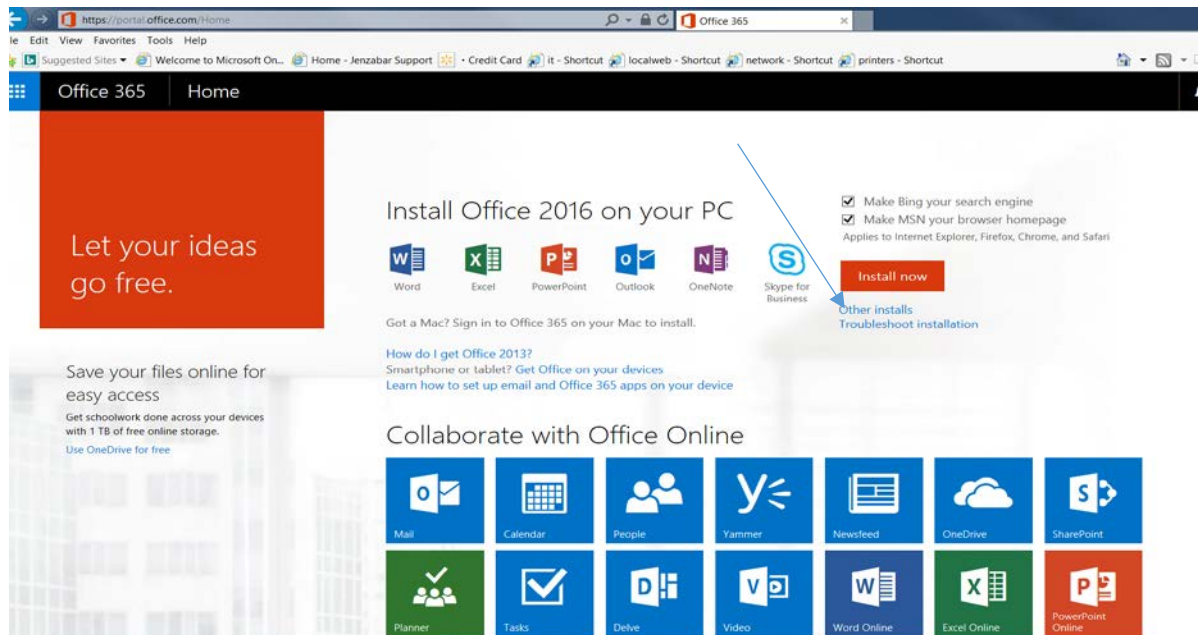 https://portal.office.com/Home
Office 365
Edit View Favorites Tools Help
Suggested Sites Welcome to Microsoft On... Home - Jenzabar Support · Credit Card it - Shortcut localweb - Shortcut network - Shortcut printers - Shortcut
Office 365 Home
Let your ideas
go free.
Save your files online for
easy access
Get schoolwork done across your devices
with 1 TB of free online storage.
Use OneDrive for free
Install Office 2016 on your PC
Word Excel PowerPoint Outlook OneNote Skype for
Business
Got a Mac? Sign in to Office 365 on your Mac to install.
How do I get Office 2013?
Smartphone or tablet? Get Office on your devices
Learn how to set up email and Office 365 apps on your device
Make Bing your search engine
Make MSN your browser homepage
Applies to Internet Explorer, Firefox, Chrome, and Safari
Install now
Other installs
Troubleshoot installation
Collaborate with Office Online
Mail Calendar People Yammer Newsfeed OneDrive SharePoint
Planner Tasks Delve Video Word Online Excel Online PowerPoint
Online